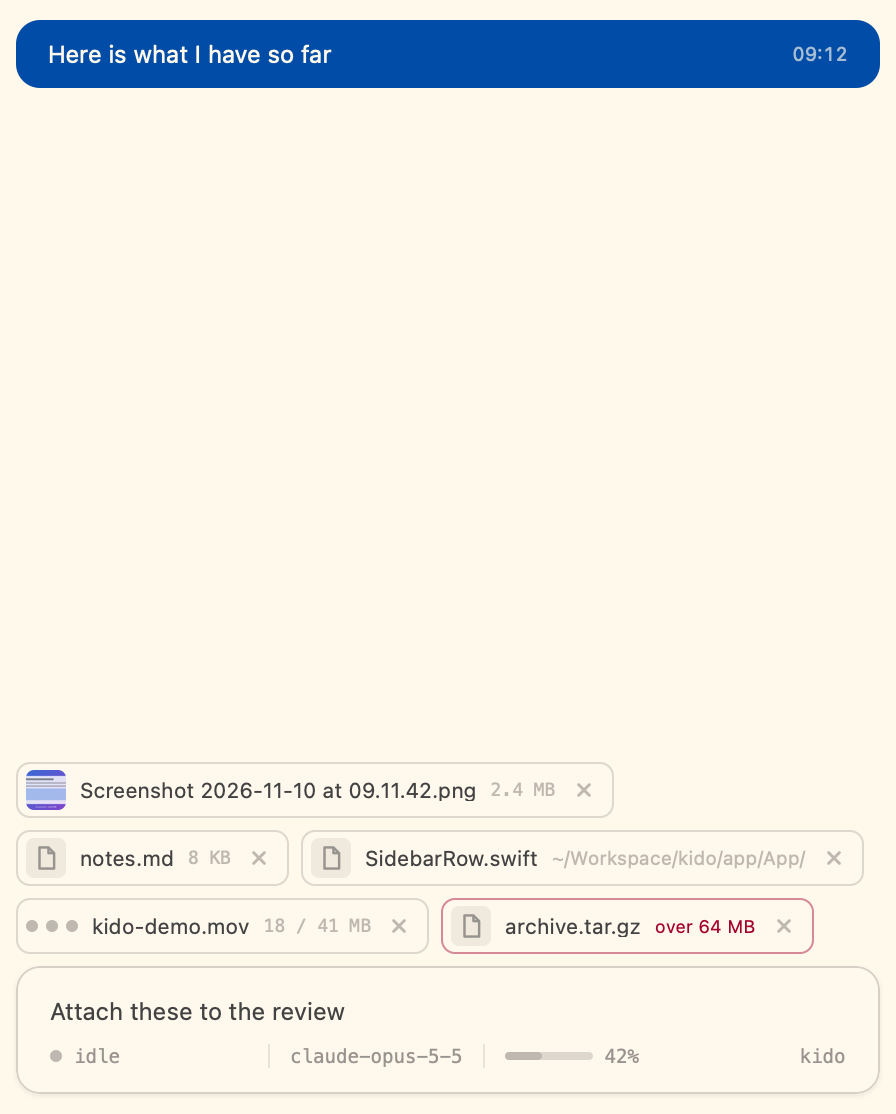 Here is what I have so far 09:12
Screenshot 2026-11-10 at 09.11.42.png 2.4 MB
notes.md 8 KB SidebarRow.swift ~/Workspace/kido/app/App/
kido-demo.mov 18 / 41 MB archive.tar.gz over 64 MB
Attach these to the review
idle claude-opus-5-5 42% kido